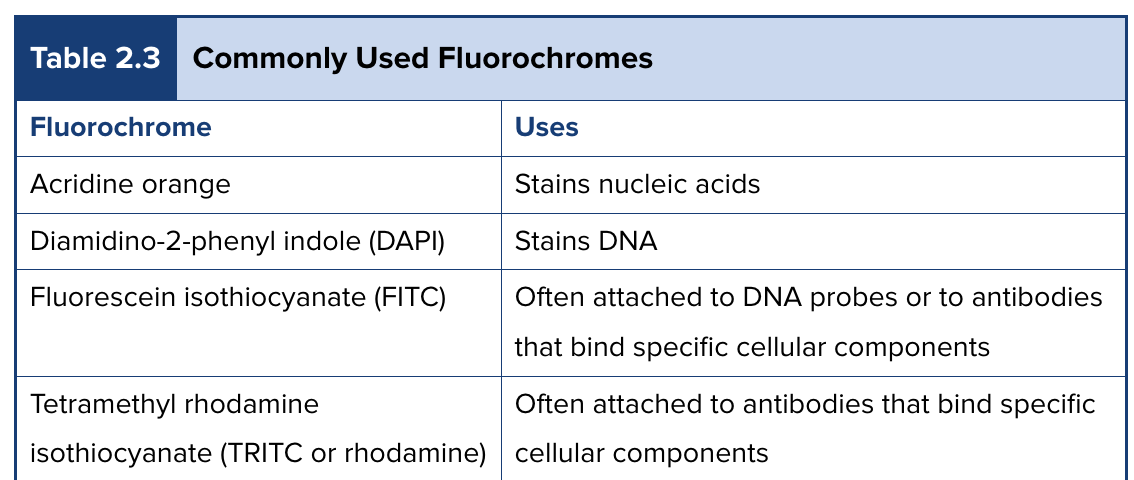 Table 2.3 Commonly Used Fluorochromes
Fluorochrome Uses
Acridine orange Stains nucleic acids
Diamidino-2-phenyl indole (DAPI) Stains DNA
Fluorescein isothiocyanate (FITC) Often attached to DNA probes or to antibodies
that bind specific cellular components
Tetramethyl rhodamine Often attached to antibodies that bind specific
isothiocyanate (TRITC or rhodamine) cellular components